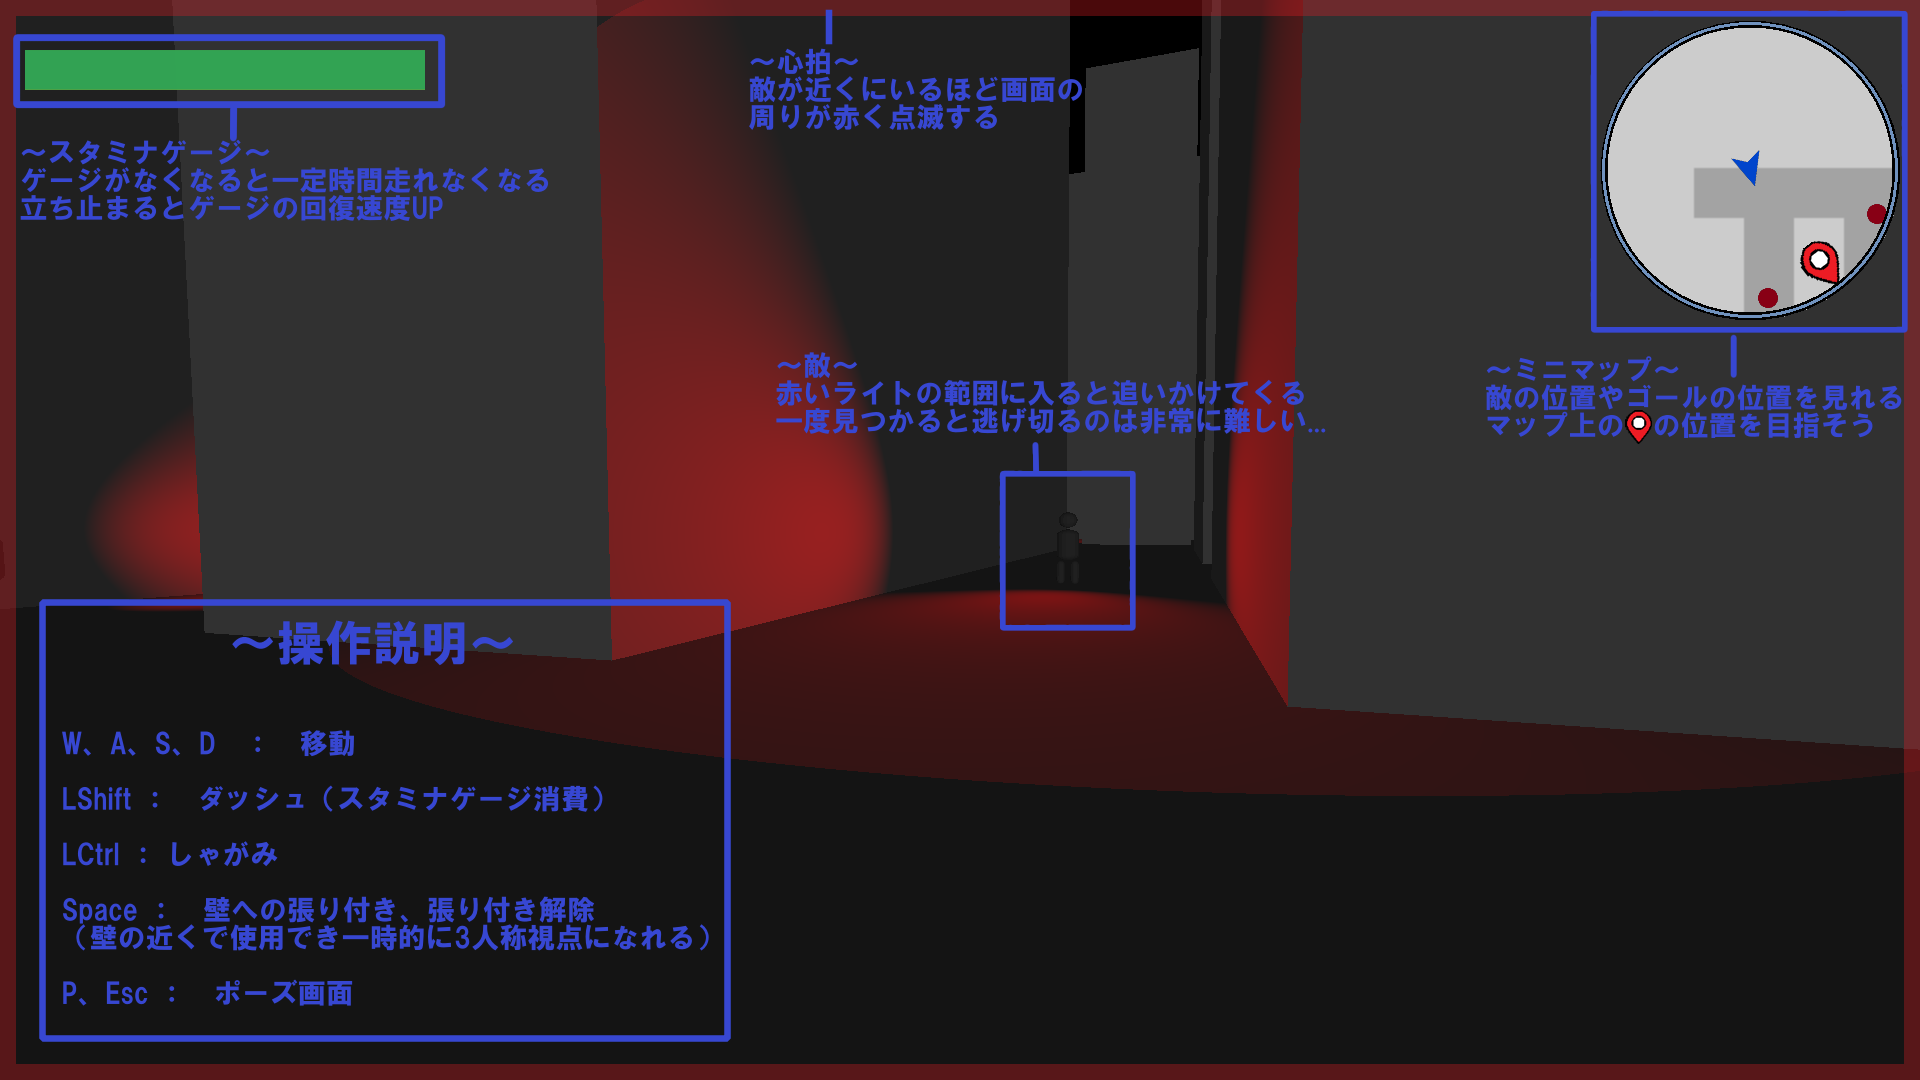 ～スタミナゲージ～
ゲージがなくなると一定時間走れなくなる
立ち止まるとゲージの回復速度UP
～心拍～
敵が近くにいるほど画面の
周りが赤く点滅する
～敵～
赤いライトの範囲に入ると追いかけてくる
一度見つかると逃げ切るのは非常に難しい…
～ミニマップ～
敵の位置やゴールの位置を見れる
マップ上の の位置を目指そう
～操作説明～
W、A、S、D ： 移動
LShift ： ダッシュ（スタミナゲージ消費）
LCtrl ： しゃがみ
Space ： 壁への張り付き、張り付き解除
（壁の近くで使用でき一時的に3人称視点になれる）
P、Esc ： ポーズ画面